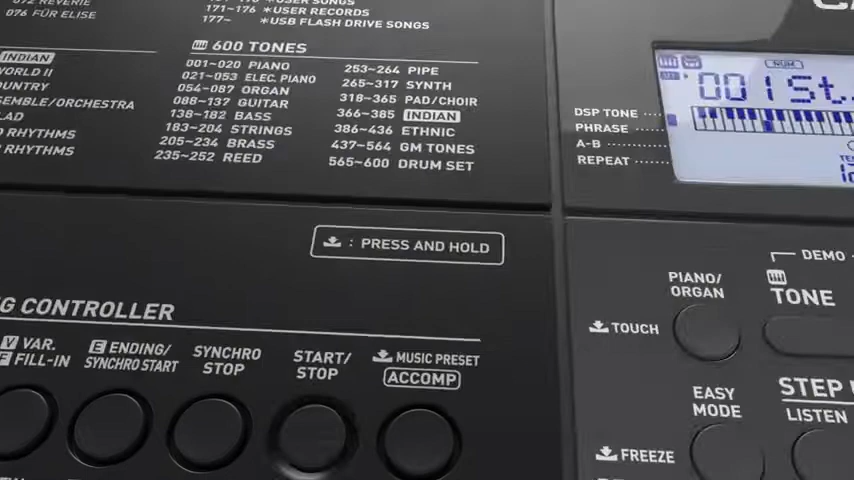 076 FÜR ELISE
171~176 *USER RECORDS
177~ *USB FLASH DRIVE SONGS
600 TONES
001~020 PIANO
021~053 ELEC. PIANO
054~087 ORGAN
088~137 GUITAR
138~182 BASS
183~204 STRINGS
205~234 BRASS
235~252 REED
253~264 PIPE
265~317 SYNTH
318~365 PAD/CHOIR
366~385 INDIAN
386~436 ETHNIC
437~564 GM TONES
565~600 DRUM SET
INDIAN
WORLD II
RHYTHMS
RHYTHMS
NUM
001St.
DSP TONE
PHRASE
A-B
REPEAT
: PRESS AND HOLD
CONTROLLER
V VAR.
F FILL-IN
E ENDING/
SYNCHRO START
SYNCHRO
STOP
START/
STOP
MUSIC PRESET
ACCOMP
PIANO/
ORGAN
DEMO
TONE
TOUCH
EASY
MODE
STEP
LISTEN
FREEZE